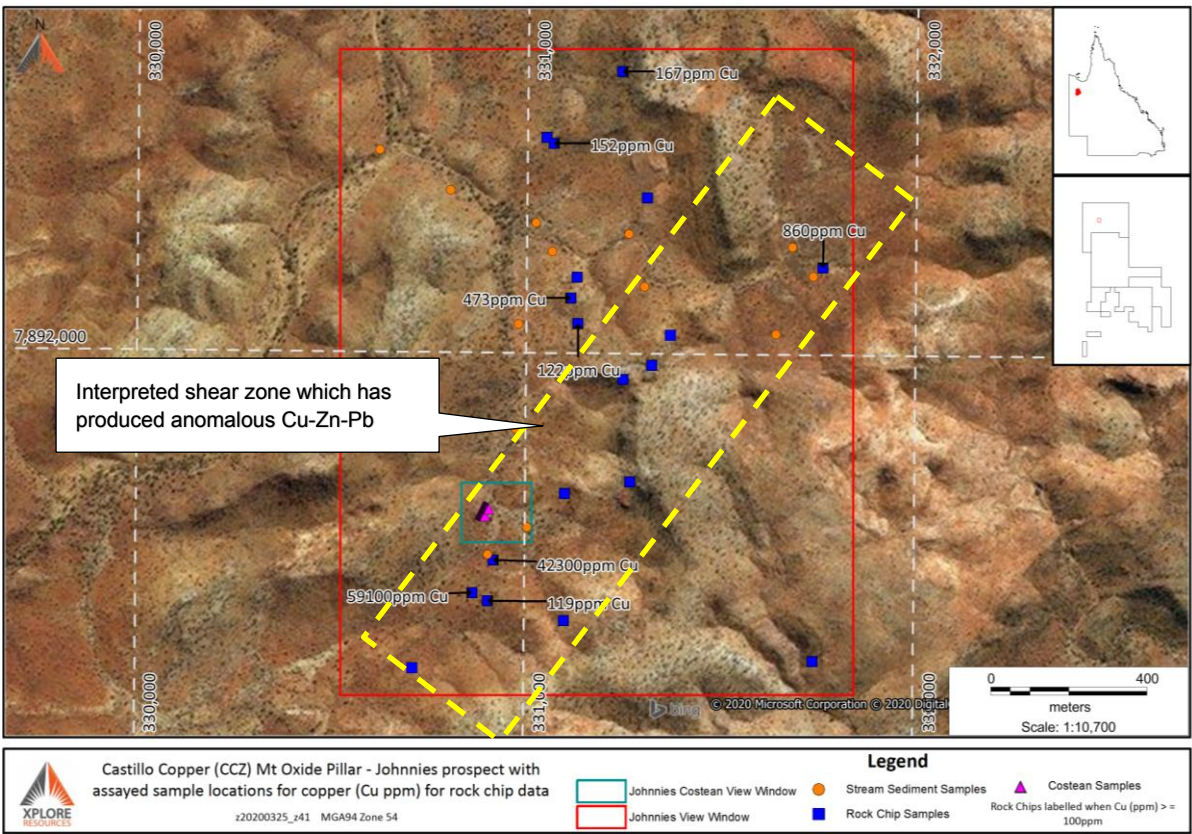 N
330,000
331,000
332,000
167ppm Cu
152ppm Cu
860ppm Cu
473ppm Cu
7,892,000
122ppm Cu
Interpreted shear zone which has
produced anomalous Cu-Zn-Pb
42300ppm Cu
59100ppm Cu
119ppm Cu
330,000
331,000
bing
© 2020 Microsoft Corporation © 2020 Digital
0 400
meters
Scale: 1:10,700
XPLORE
RESOURCES
Castillo Copper (CCZ) Mt Oxide Pillar - Johnnies prospect with
assayed sample locations for copper (Cu ppm) for rock chip data
z20200325_z41 MGA94 Zone 54
Legend
Johnnies Costean View Window
Johnnies View Window
Stream Sediment Samples
Rock Chip Samples
Costean Samples
Rock Chips labelled when Cu (ppm) > =
100ppm